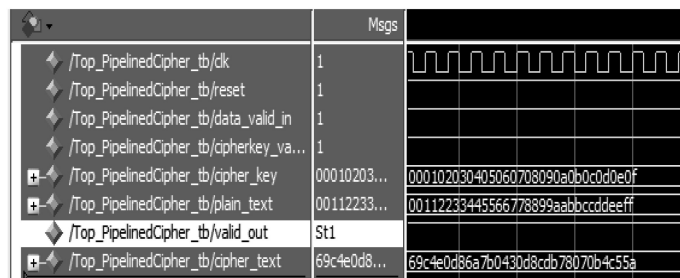 Msgs
/Top_PipelinedCipher_tb/clk 1
/Top_PipelinedCipher_tb/reset 1
/Top_PipelinedCipher_tb/data_valid_in 1
/Top_PipelinedCipher_tb/cipherkey_va... 1
/Top_PipelinedCipher_tb/cipher_key 00010203... 000102030405060708090a0b0c0d0e0f
/Top_PipelinedCipher_tb/plain_text 00112233... 00112233445566778899aabbccddeeff
/Top_PipelinedCipher_tb/valid_out St1
/Top_PipelinedCipher_tb/cipher_text 69c4e0d8... 69c4e0d86a7b0430d8cdb78070b4c55a